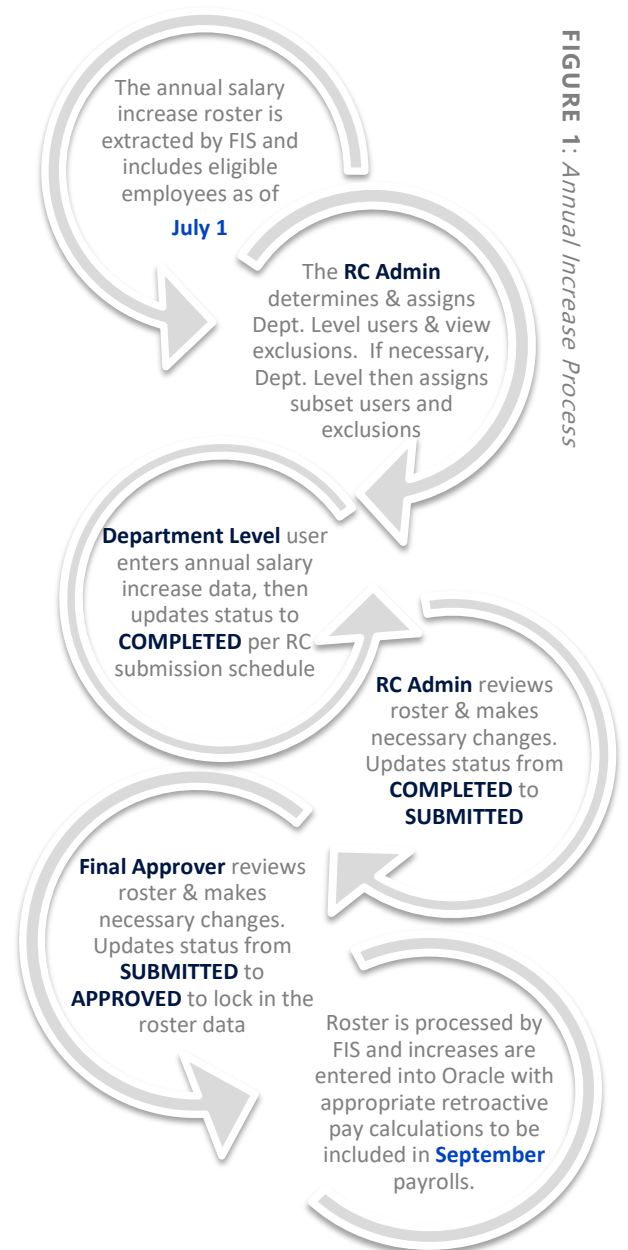 FIGURE 1: Annual Increase Process
The annual salary
increase roster is
extracted by FIS and
includes eligible
employees as of
July 1
The RC Admin
determines & assigns
Dept. Level users & view
exclusions. If necessary,
Dept. Level then assigns
subset users and
exclusions
Department Level user
enters annual salary
increase data, then
updates status to
COMPLETED per RC
submission schedule
RC Admin reviews
roster & makes
necessary changes.
Updates status from
COMPLETED to
SUBMITTED
Final Approver reviews
roster & makes
necessary changes.
Updates status from
SUBMITTED to
APPROVED to lock in the
roster data
Roster is processed by
FIS and increases are
entered into Oracle with
appropriate retroactive
pay calculations to be
included in September
payrolls.